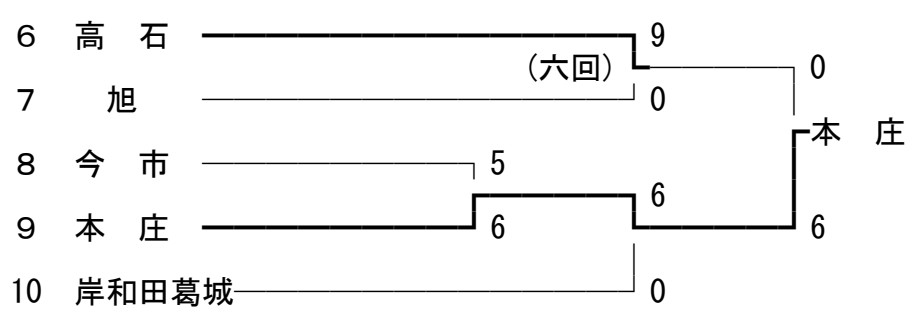 6 高 石 9
(六回) 0
7 旭 0
本 庄
8 今 市 5
6
9 本 庄 6 6
10 岸和田葛城 0